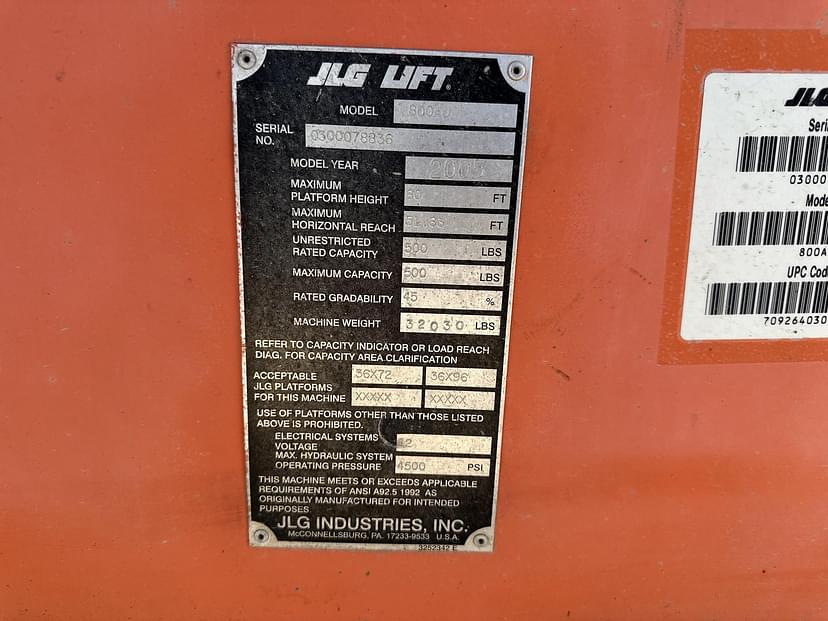 JLG LIFT®
MODEL 800AJ
SERIAL NO. 0300078836
MODEL YEAR
MAXIMUM
PLATFORM HEIGHT 80 FT
MAXIMUM
HORIZONTAL REACH FT
UNRESTRICTED
RATED CAPACITY 500 LBS
MAXIMUM CAPACITY 500 LBS
RATED GRADABILITY 45 %
MACHINE WEIGHT 32030 LBS
REFER TO CAPACITY INDICATOR OR LOAD REACH
DIAG. FOR CAPACITY AREA CLARIFICATION
ACCEPTABLE 36X72 36X96
JLG PLATFORMS
FOR THIS MACHINE XXXXX XXXXX
USE OF PLATFORMS OTHER THAN THOSE LISTED
ABOVE IS PROHIBITED.
ELECTRICAL SYSTEMS
VOLTAGE 12
MAX. HYDRAULIC SYSTEM
OPERATING PRESSURE 4500 PSI
THIS MACHINE MEETS OR EXCEEDS APPLICABLE
REQUIREMENTS OF ANSI A92.5 1992 AS
ORIGINALLY MANUFACTURED FOR INTENDED
PURPOSES.
JLG INDUSTRIES, INC.
McCONNELLSBURG, PA. 17233-9533 U.S.A.
3252342 E
JLG
Seri
03000
Mode
800A
UPC Cod
709264030